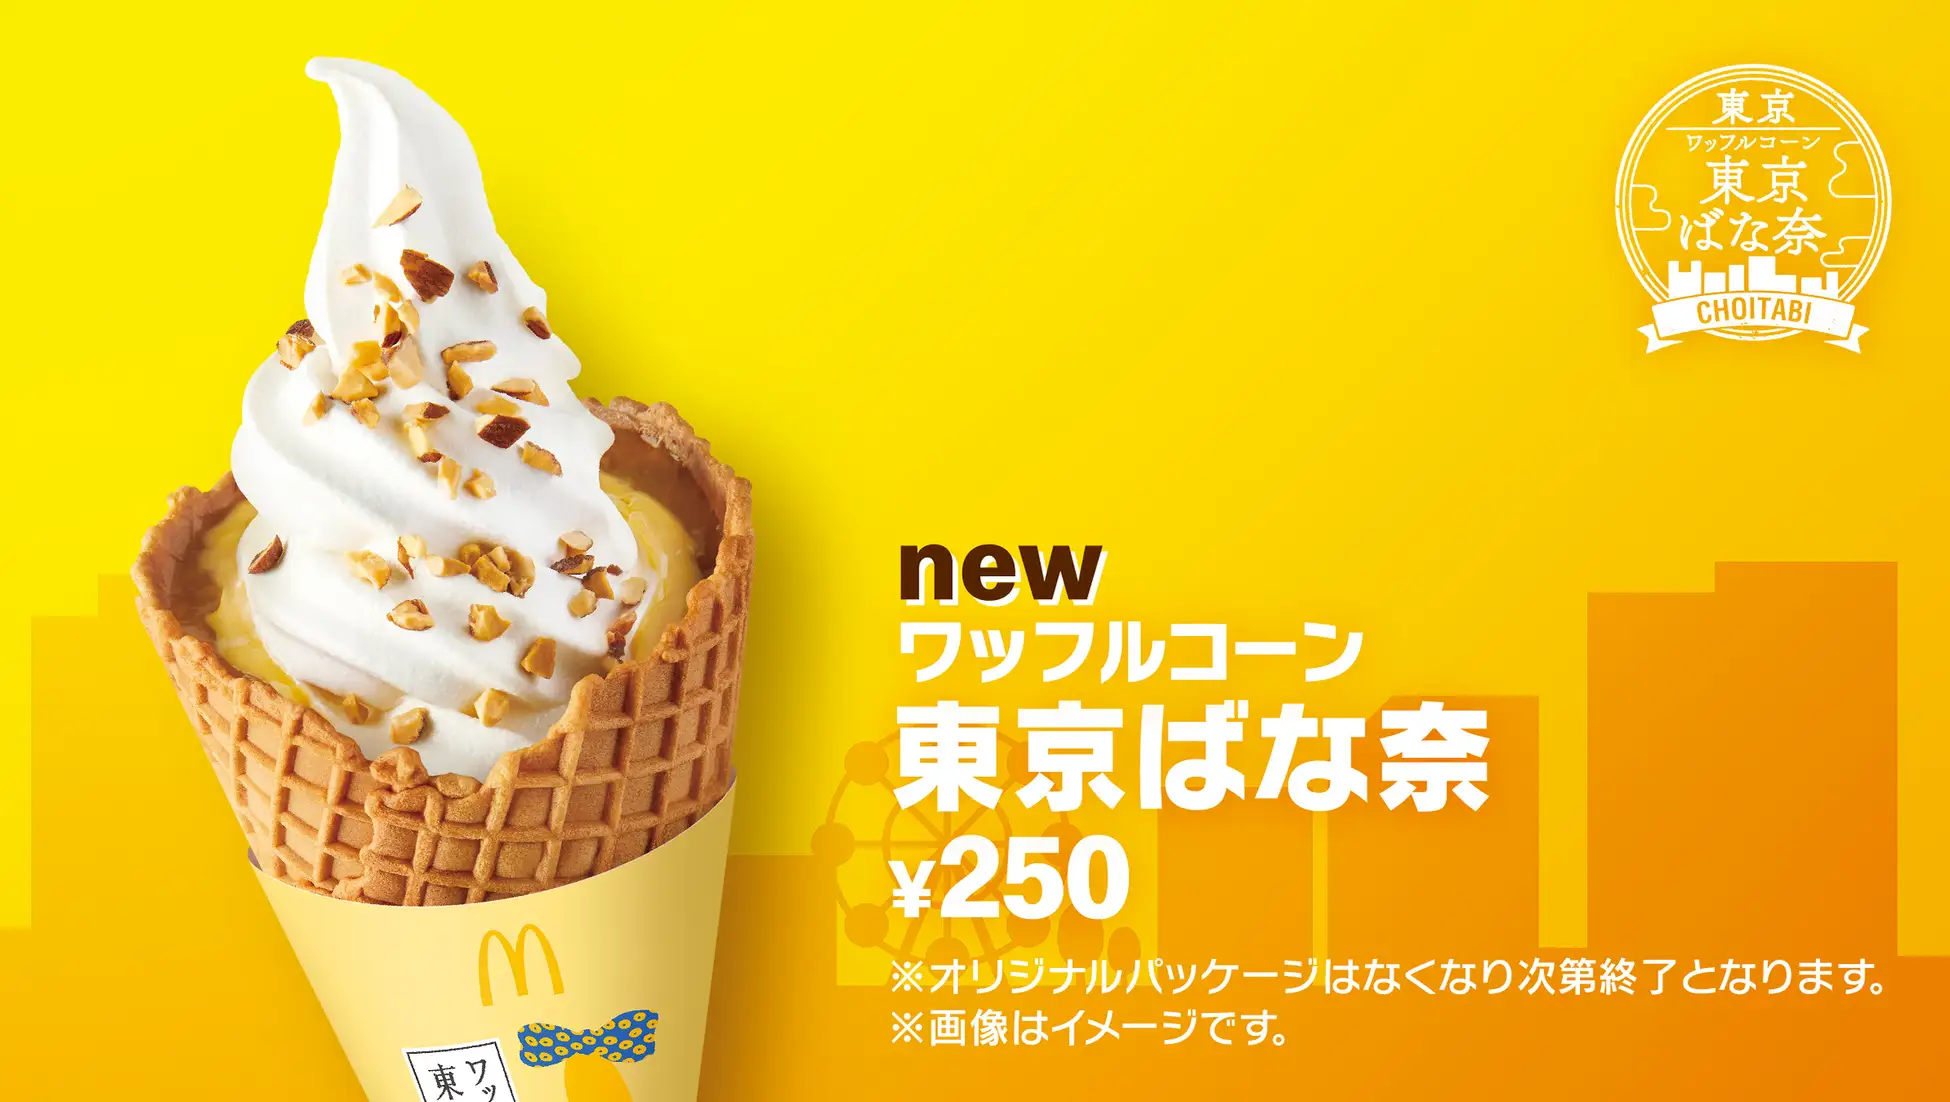 東京
ワッフルコーン
東京
ばな奈
CHOITABI
new
ワッフルコーン
東京ばな奈
¥250
※オリジナルパッケージはなくなり次第終了となります。
※画像はイメージです。
ワッ
東